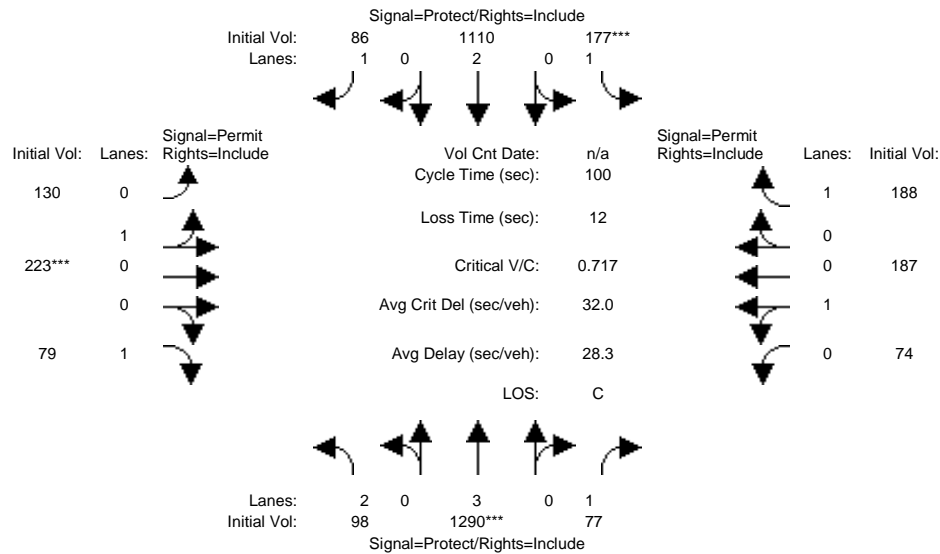 Signal=Protect/Rights=Include
Initial Vol: 86 1110 177***
Lanes: 1 0 2 0 1
Signal=Permit
Initial Vol: Lanes: Rights=Include
Vol Cnt Date: n/a
Signal=Permit
Rights=Include Lanes: Initial Vol:
Cycle Time (sec): 100
130 0
1 188
Loss Time (sec): 12
1
0
223*** 0
Critical V/C: 0.717
0 187
0
Avg Crit Del (sec/veh): 32.0
1
79 1
Avg Delay (sec/veh): 28.3
0 74
LOS: C
Lanes: 2 0 3 0 1
Initial Vol: 98 1290*** 77
Signal=Protect/Rights=Include